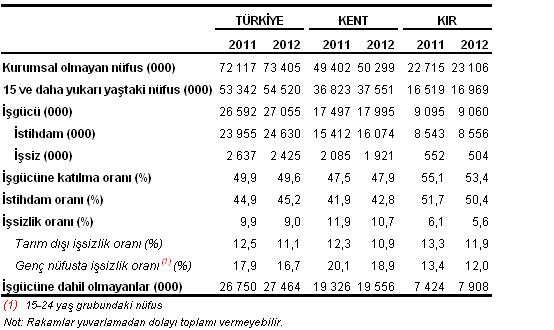 TÜRKİYE KENT KIR
2011 2012 2011 2012 2011 2012
Kurumsal olmayan nüfus (000) 72 117 73 405 49 402 50 299 22 715 23 106
15 ve daha yukarı yaştaki nüfus (000) 53 342 54 520 36 823 37 551 16 519 16 969
İşgücü (000) 26 592 27 055 17 497 17 995 9 095 9 060
İstihdam (000) 23 955 24 630 15 412 16 074 8 543 8 556
İşsiz (000) 2 637 2 425 2 085 1 921 552 504
İşgücüne katılma oranı (%) 49,9 49,6 47,5 47,9 55,1 53,4
İstihdam oranı (%) 44,9 45,2 41,9 42,8 51,7 50,4
İşsizlik oranı (%) 9,9 9,0 11,9 10,7 6,1 5,6
Tarım dışı işsizlik oranı (%) 12,5 11,1 12,3 10,9 13,3 11,9
Genç nüfusta işsizlik oranı (1) (%) 17,9 16,7 20,1 18,9 13,4 12,0
İşgücüne dahil olmayanlar (000) 26 750 27 464 19 326 19 556 7 424 7 908
(1) 15-24 yaş grubundaki nüfus
Not: Rakamlar yuvarlamadan dolayı toplamı vermeyebilir.